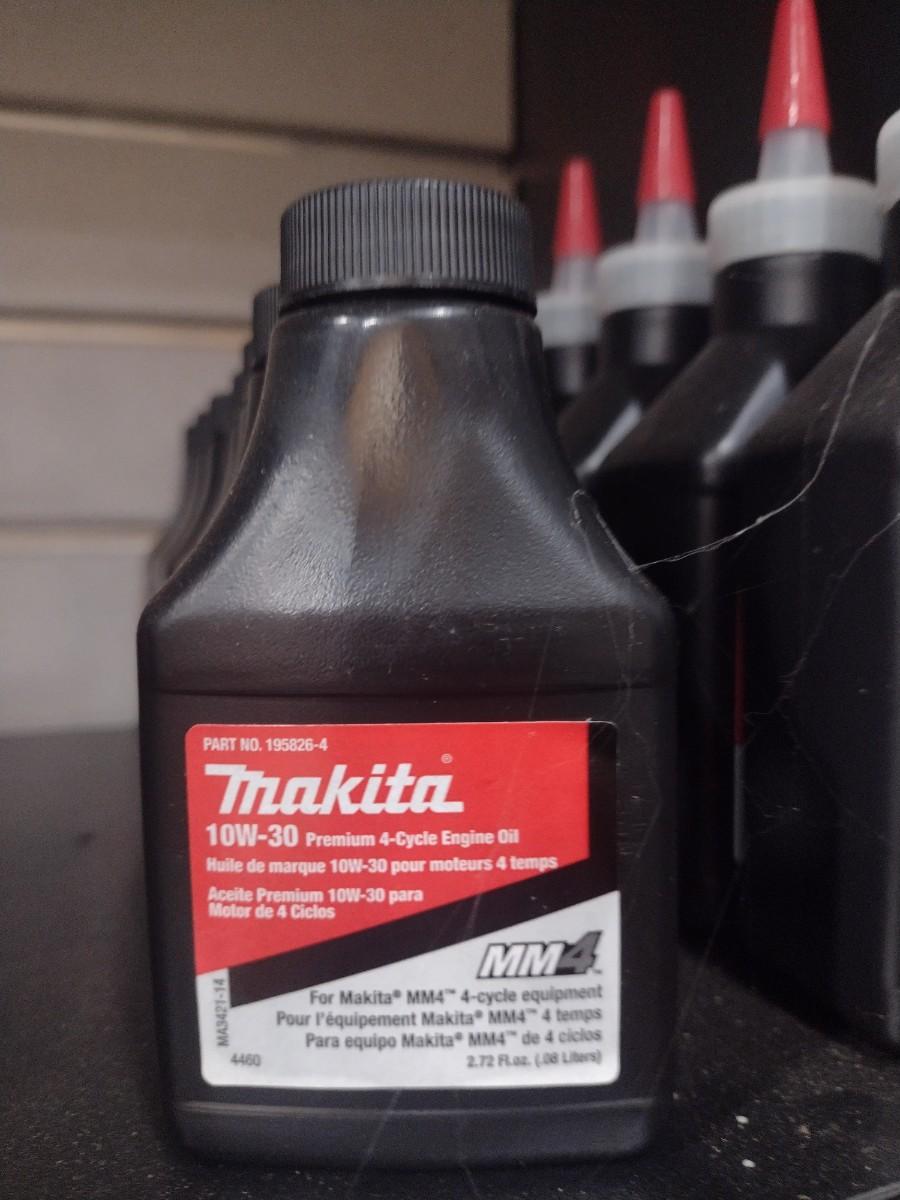 PART NO. 195826-4
Makita®
10W-30 Premium 4-Cycle Engine Oil
Huile de marque 10W-30 pour moteurs 4 temps
Aceite Premium 10W-30 para
Motor de 4 Ciclos
MM4™
For Makita® MM4™ 4-cycle equipment
Pour l'équipement Makita® MM4™ 4 temps
Para equipo Makita® MM4™ de 4 ciclos
2.72 Fl.oz. (.08 Liters)
MA3421-14
4460